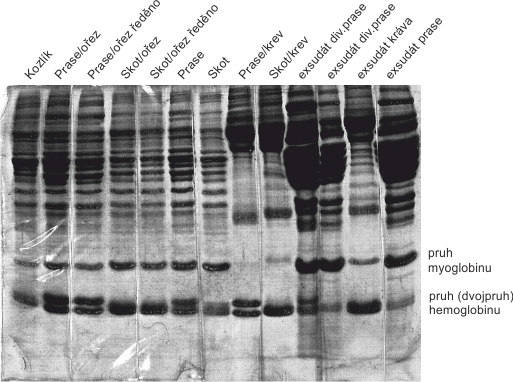 Kozlík
Prase/ořez
Prase/ořez ředěno
Skot/ořez
Skot/ořez ředěno
Prase
Skot
Prase/krev
Skot/krev
exsudát div.prase
exsudát div.prase
exsudát kráva
exsudát prase
pruh
myoglobinu
pruh (dvojpruh)
hemoglobinu